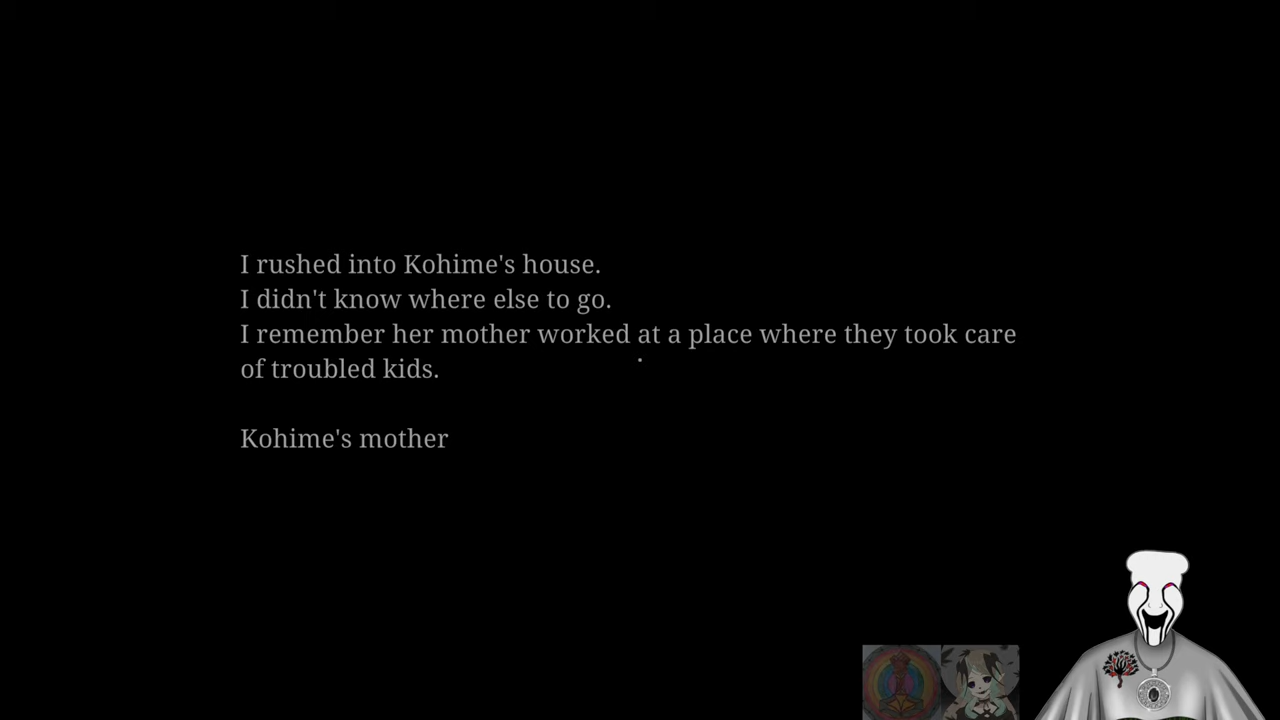 I rushed into Kohime's house.
I didn't know where else to go.
I remember her mother worked at a place where they took care
of troubled kids.
Kohime's mother